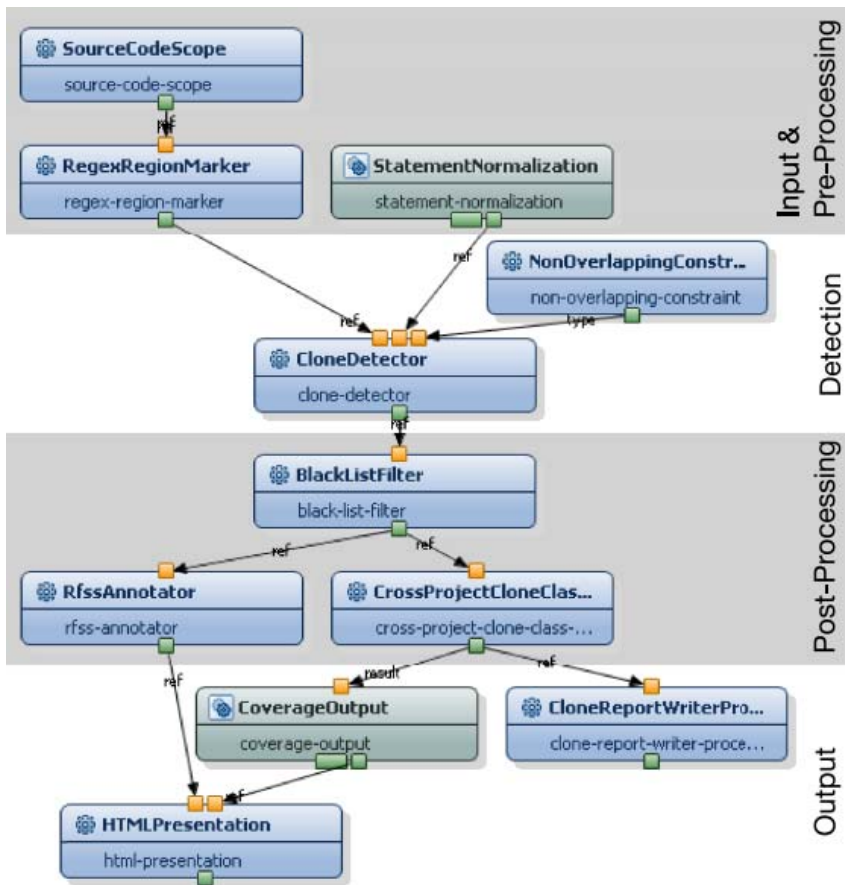 SourceCodeScope
source-code-scope
ref
RegexRegionMarker
regex-region-marker
StatementNormalization
statement-normalization
Input &
Pre-Processing
ref
NonOverlappingConstr...
non-overlapping-constraint
ref
type
CloneDetector
clone-detector
Detection
ref
BlackListFilter
black-list-filter
ref
ref
RfssAnnotator
rfss-annotator
CrossProjectCloneClas...
cross-project-clone-class-...
Post-Processing
ref
result
ref
CoverageOutput
coverage-output
CloneReportWriterPro...
clone-report-writer-proce...
ref
HTMLPresentation
html-presentation
Output